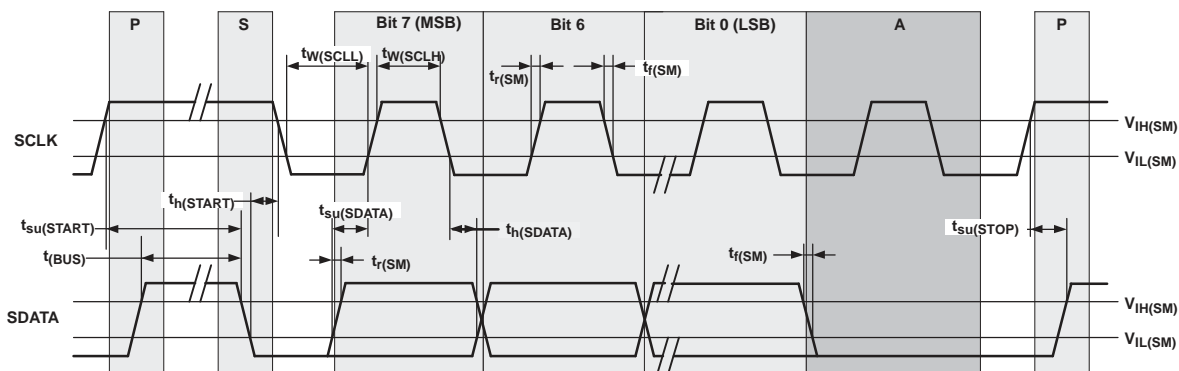 P S Bit 7 (MSB) Bit 6 Bit 0 (LSB) A P
tW(SCLL) tW(SCLH)
tr(SM) tf(SM)
SCLK
VIH(SM)
VIL(SM)
th(START)
tsu(SDATA)
tsu(START)
th(SDATA)
tsu(STOP)
t(BUS)
tr(SM)
tf(SM)
SDATA
VIH(SM)
VIL(SM)